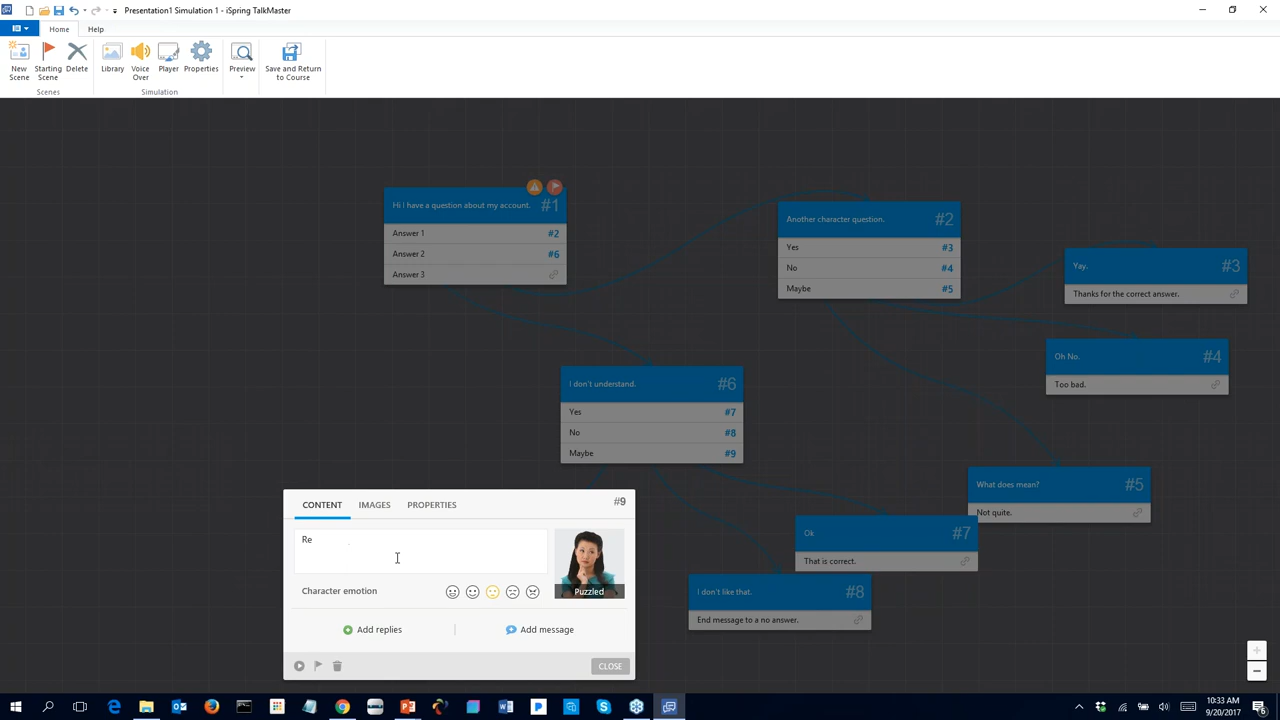 Presentation1 Simulation 1 - iSpring TalkMaster
Home Help
New Scene
Starting Scene
Delete
Library
Voice Over
Player
Properties
Preview
Save and Return to Course
Scenes
Simulation
Hi I have a question about my account. #1
Answer 1 #2
Answer 2 #6
Answer 3
Another character question. #2
Yes #3
No #4
Maybe #5
Yay. #3
Thanks for the correct answer.
Oh No. #4
Too bad.
I don't understand. #6
Yes #7
No #8
Maybe #9
What does mean? #5
Not quite.
Ok #7
That is correct.
I don't like that. #8
End message to a no answer.
CONTENT IMAGES PROPERTIES #9
Re
Puzzled
Character emotion
Add replies
Add message
CLOSE
10:33 AM
9/20/2017